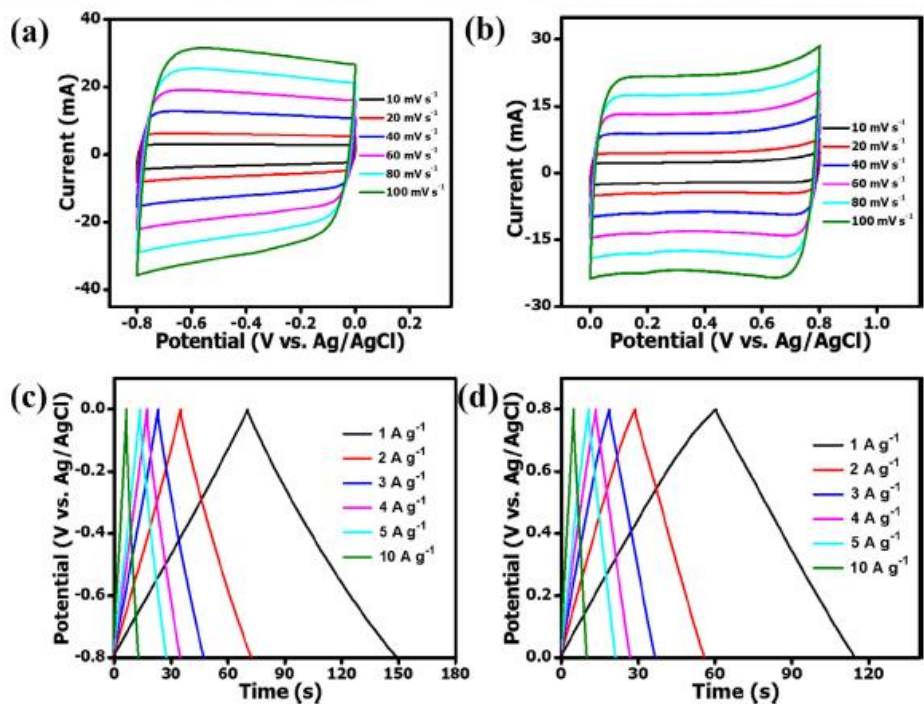 (a)
40
20
0
-20
-40
Current (mA)
-0.8
-0.6
-0.4
-0.2
0.0
0.2
Potential (V vs. Ag/AgCl)
10 mV s⁻¹
20 mV s⁻¹
40 mV s⁻¹
60 mV s⁻¹
80 mV s⁻¹
100 mV s⁻¹
(b)
30
15
0
-15
-30
Current (mA)
0.0
0.2
0.4
0.6
0.8
1.0
Potential (V vs. Ag/AgCl)
10 mV s⁻¹
20 mV s⁻¹
40 mV s⁻¹
60 mV s⁻¹
80 mV s⁻¹
100 mV s⁻¹
(c)
0.0
-0.2
-0.4
-0.6
-0.8
Potential (V vs. Ag/AgCl)
0
30
60
90
120
150
180
Time (s)
1 A g⁻¹
2 A g⁻¹
3 A g⁻¹
4 A g⁻¹
5 A g⁻¹
10 A g⁻¹
(d)
0.8
0.6
0.4
0.2
0.0
Potential (V vs. Ag/AgCl)
0
30
60
90
120
Time (s)
1 A g⁻¹
2 A g⁻¹
3 A g⁻¹
4 A g⁻¹
5 A g⁻¹
10 A g⁻¹